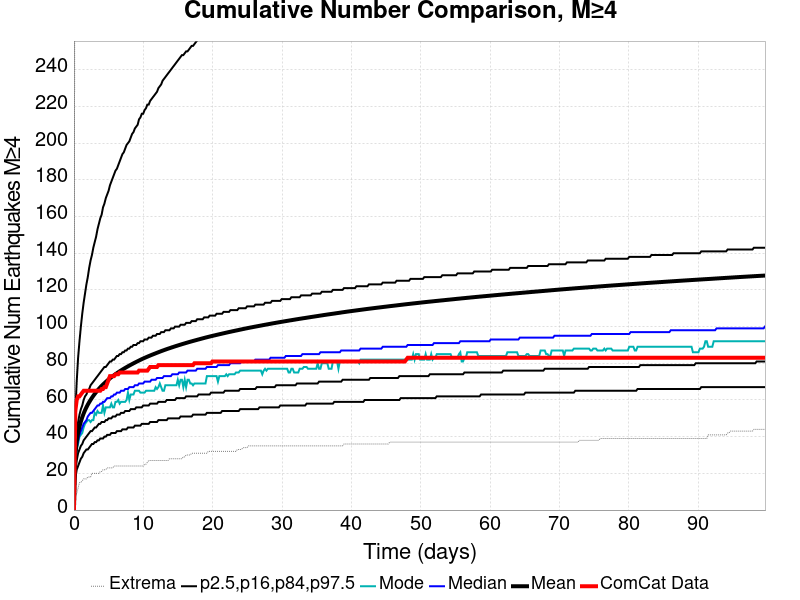 Cumulative Number Comparison, M≥4
Cumulative Num Earthquakes M≥4
240
220
200
180
160
140
120
100
80
60
40
20
0
0 10 20 30 40 50 60 70 80 90
Time (days)
Extrema p2.5,p16,p84,p97.5 Mode Median Mean ComCat Data